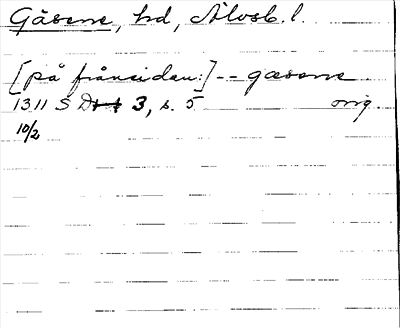 Gäsene, hd, Älvsb. l.
[på frånsidan:] -- gæsene
1311 S D 3, s. 5 orig.
10/2